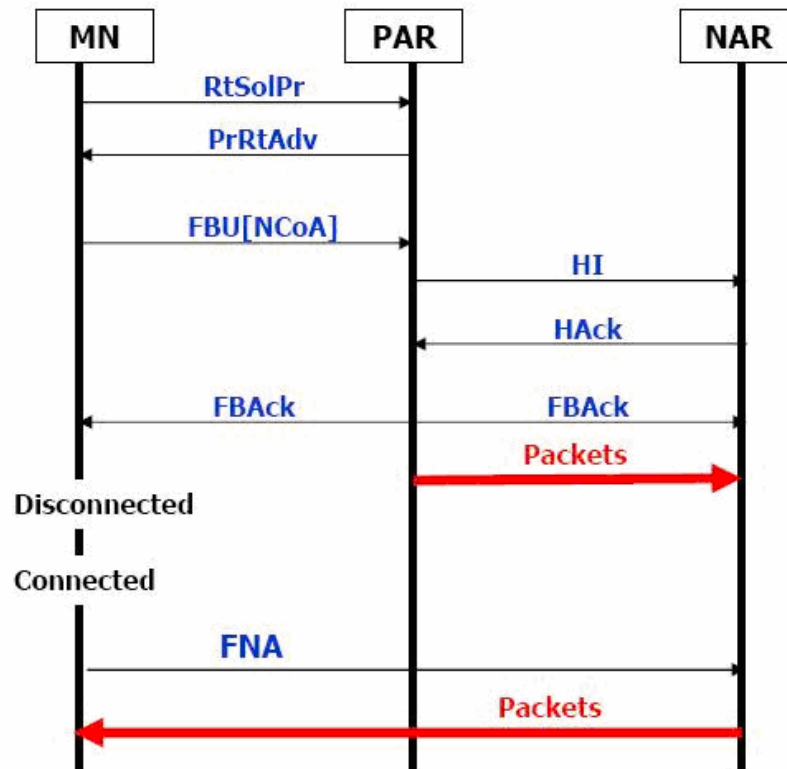 MN
PAR
NAR
RtSolPr
PrRtAdv
FBU[NCoA]
HI
HAck
FBAck
FBAck
Packets
Disconnected
Connected
FNA
Packets